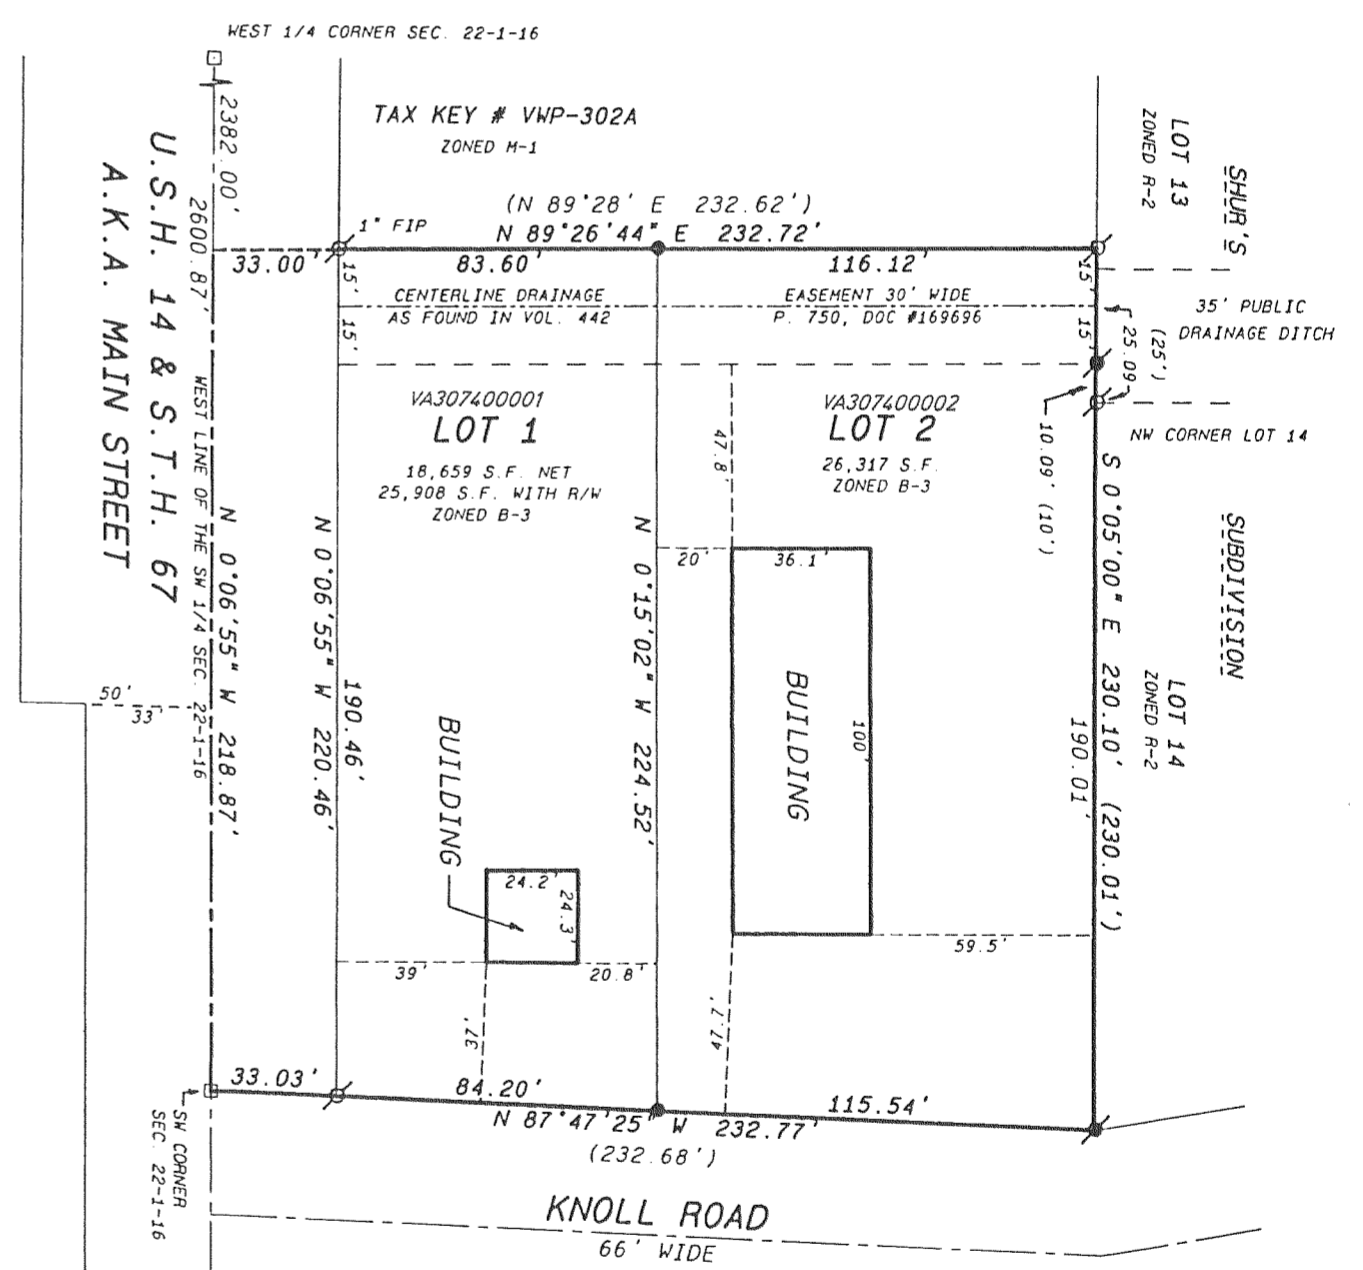 WEST 1/4 CORNER SEC. 22-1-16
2382.00'
2600.87'
U.S.H. 14 & S.T.H. 67
A.K.A. MAIN STREET
WEST LINE OF THE SW 1/4 SEC. 22-1-16
TAX KEY # VWP-302A
ZONED M-1
LOT 13
ZONED R-2
SHUR'S
(N 89°28' E 232.62')
1" FIP
N 89°26'44" E 232.72'
33.00'
83.60'
116.12'
15'
15'
15'
15'
CENTERLINE DRAINAGE
EASEMENT 30' WIDE
AS FOUND IN VOL. 442
P. 750, DOC #169696
35' PUBLIC
DRAINAGE DITCH
(25')
25.09
10.09' (10')
NW CORNER LOT 14
VA307400001
LOT 1
18,659 S.F. NET
25,908 S.F. WITH R/W
ZONED B-3
VA307400002
LOT 2
26,317 S.F.
ZONED B-3
47.8'
20'
36.1'
100'
BUILDING
59.5'
47.7'
N 0°06'55" W 218.87'
N 0°06'55" W 220.46'
190.46'
N 0°15'02" W 224.52'
S 0°05'00" E 230.10' (230.01')
190.01'
SUBDIVISION
LOT 14
ZONED R-2
50'
33'
BUILDING
24.2'
24.3'
39'
20.8'
37'
33.03'
84.20'
115.54'
N 87°47'25" W 232.77'
(232.68')
SW CORNER
SEC. 22-1-16
KNOLL ROAD
66' WIDE